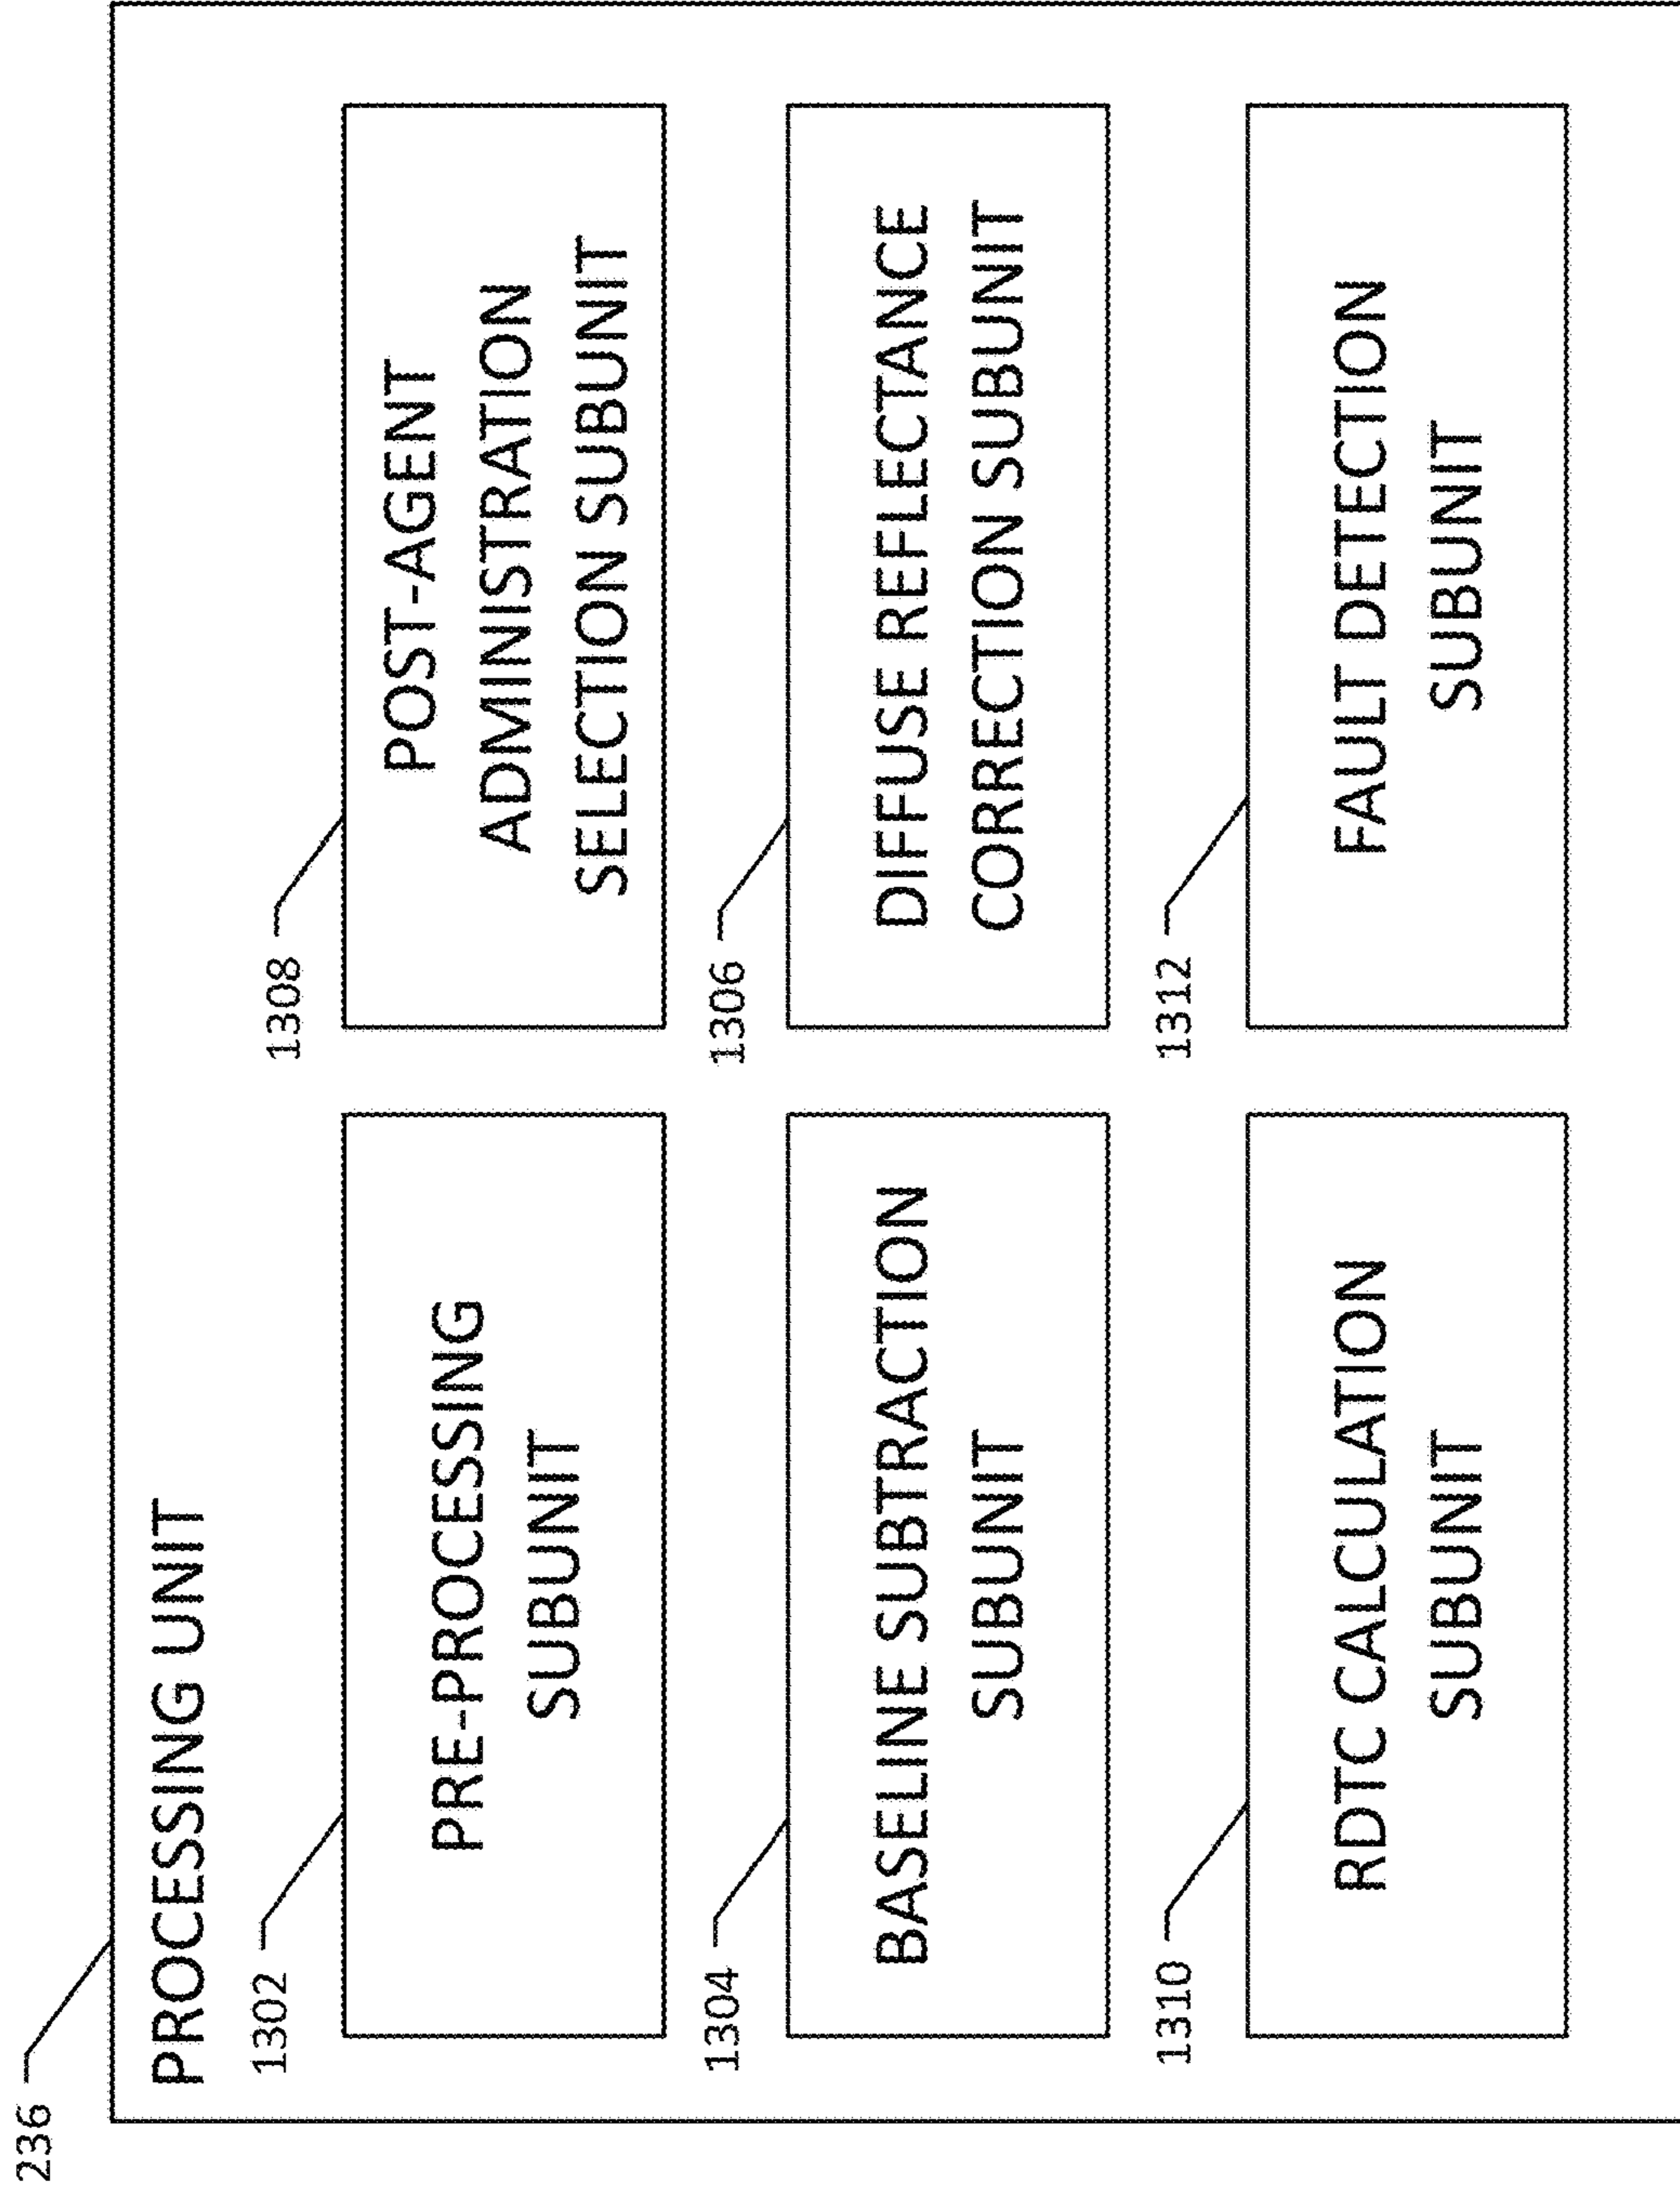 236
PROCESSING UNIT
1302
PRE-PROCESSING
SUBUNIT
1308
POST-AGENT
ADMINISTRATION
SELECTION SUBUNIT
1304
BASELINE SUBTRACTION
SUBUNIT
1306
DIFFUSE REFLECTANCE
CORRECTION SUBUNIT
1310
RDTC CALCULATION
SUBUNIT
1312
FAULT DETECTION
SUBUNIT